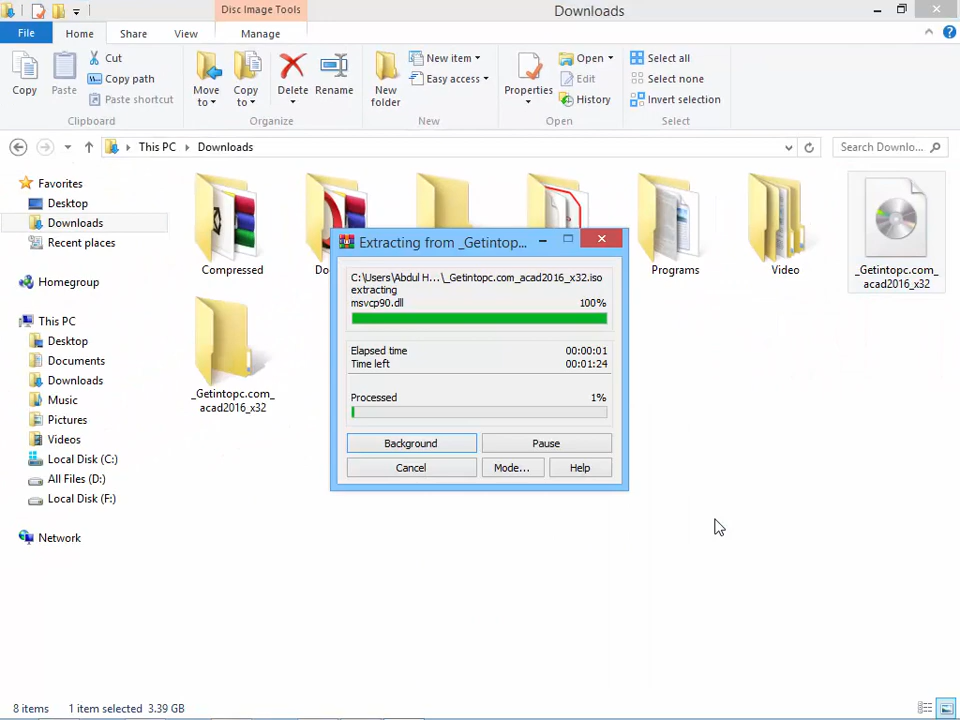 Disc Image Tools
Downloads
File
Home
Share
View
Manage
Copy
Paste
Cut
Copy path
Paste shortcut
Clipboard
Move to
Copy to
Delete
Rename
Organize
New folder
New item
Easy access
New
Properties
Open
Edit
History
Open
Select all
Select none
Invert selection
Select
This PC
Downloads
Search Downlo...
Favorites
Desktop
Downloads
Recent places
Homegroup
This PC
Desktop
Documents
Downloads
Music
Pictures
Videos
Local Disk (C:)
All Files (D:)
Local Disk (F:)
Network
Compressed
Programs
Video
_Getintopc.com_
acad2016_x32
_Getintopc.com_
acad2016_x32
Extracting from _Getintop...
C:\Users\Abdul H...\_Getintopc.com_acad2016_x32.iso
extracting
msvcp90.dll 100%
Elapsed time 00:00:01
Time left 00:01:24
Processed 1%
Background
Pause
Cancel
Mode...
Help
8 items 1 item selected 3.39 GB